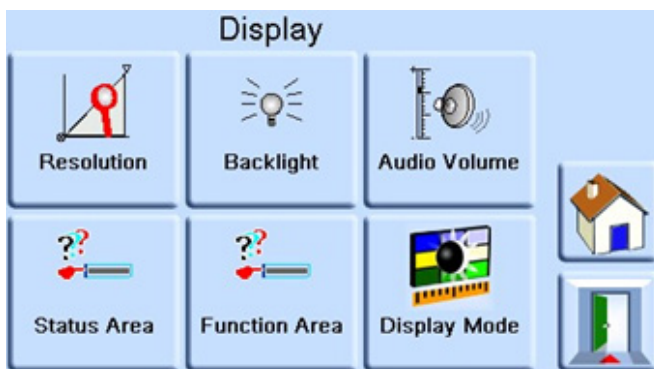 Display
Resolution
Backlight
Audio Volume
??
??
Status Area
Function Area
Display Mode